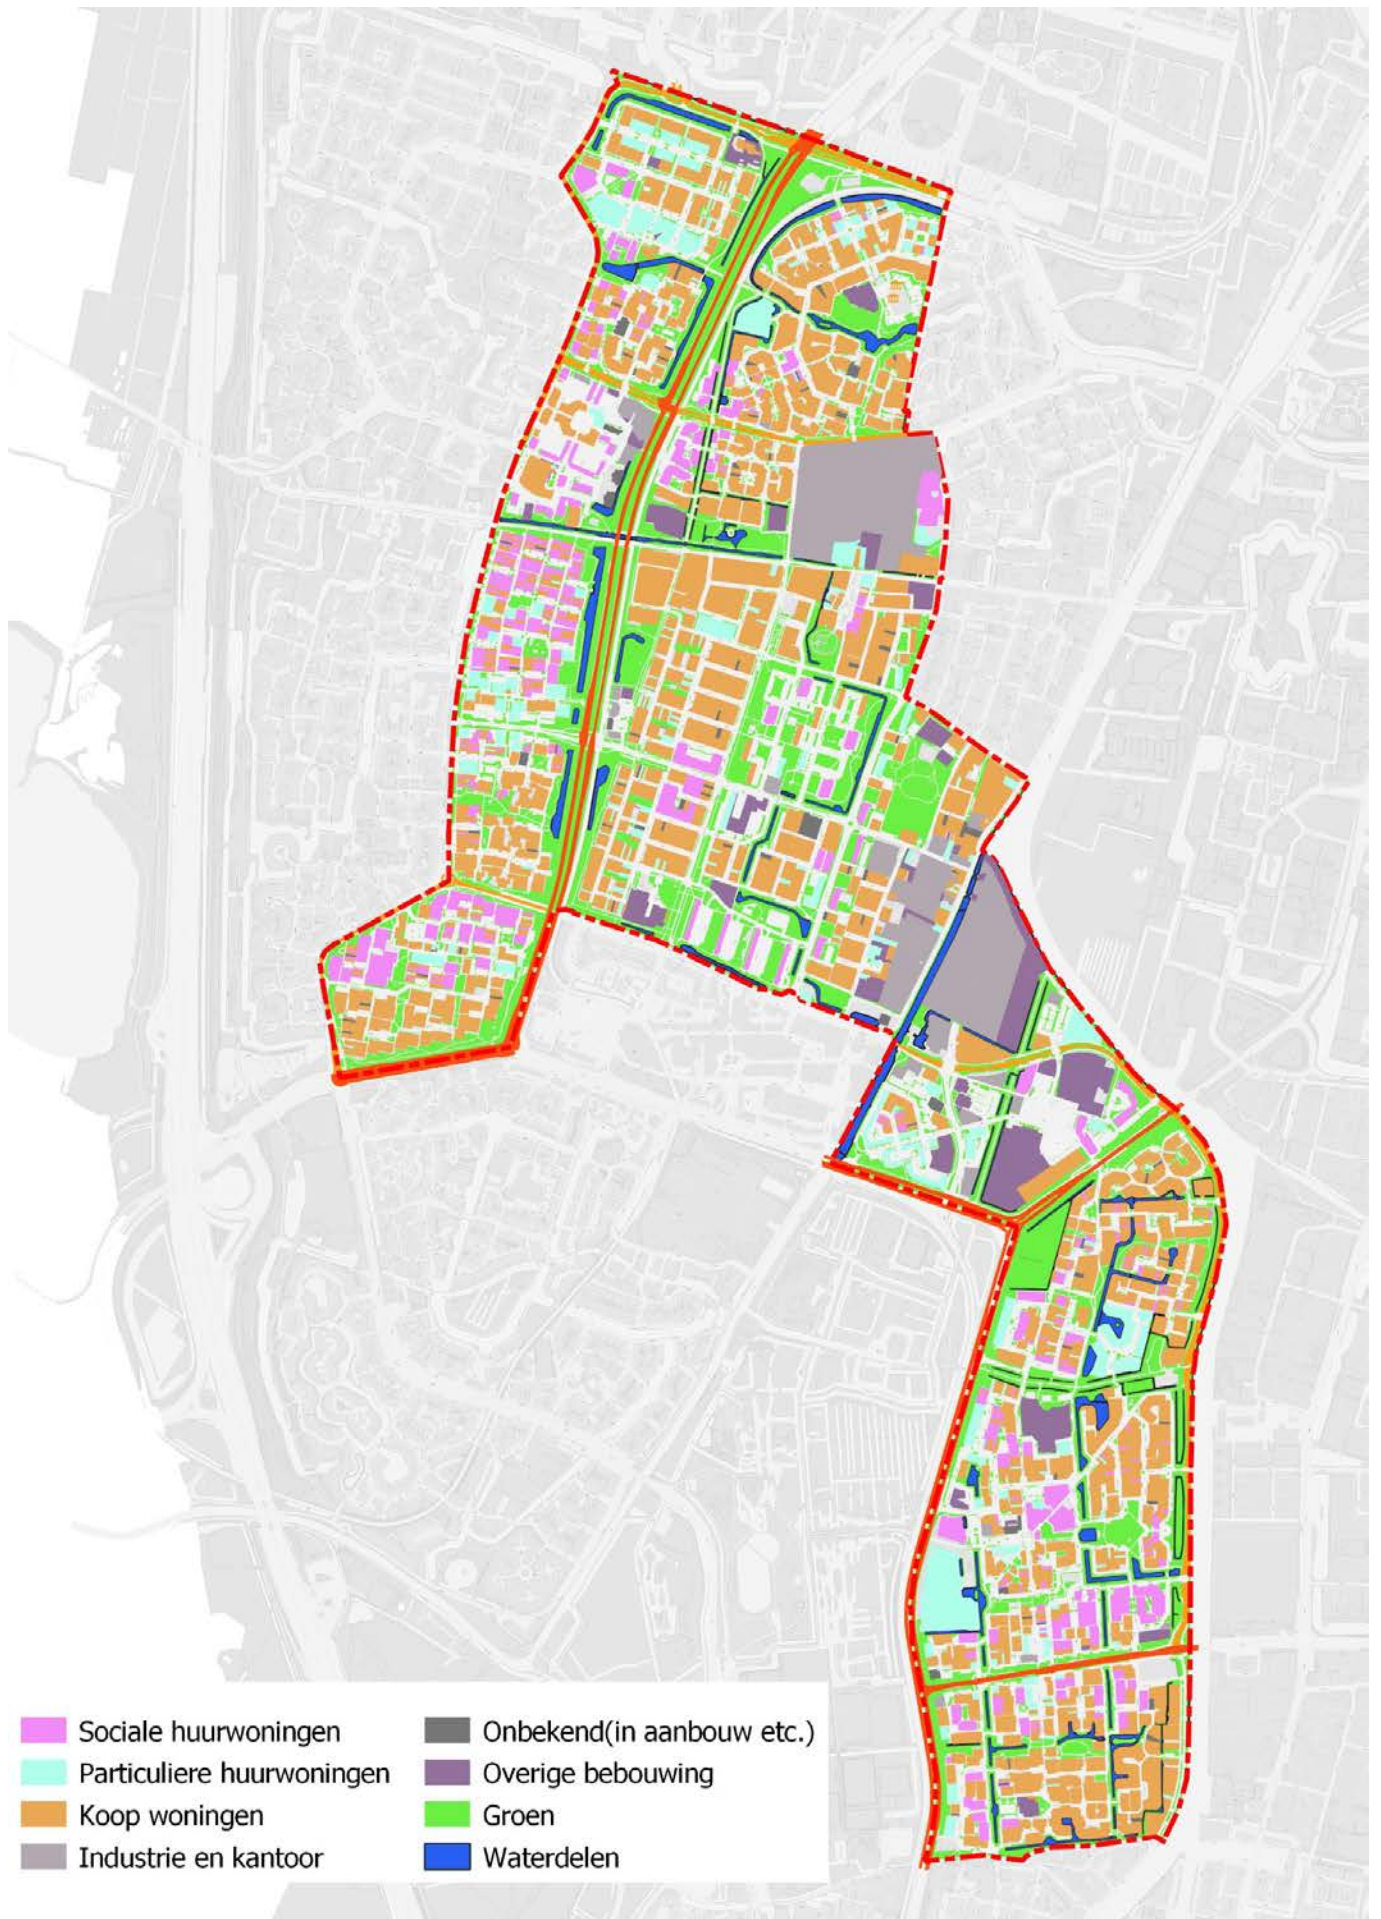 Sociale huurwoningen
Particuliere huurwoningen
Koop woningen
Industrie en kantoor
Onbekend(in aanbouw etc.)
Overige bebouwing
Groen
Waterdelen